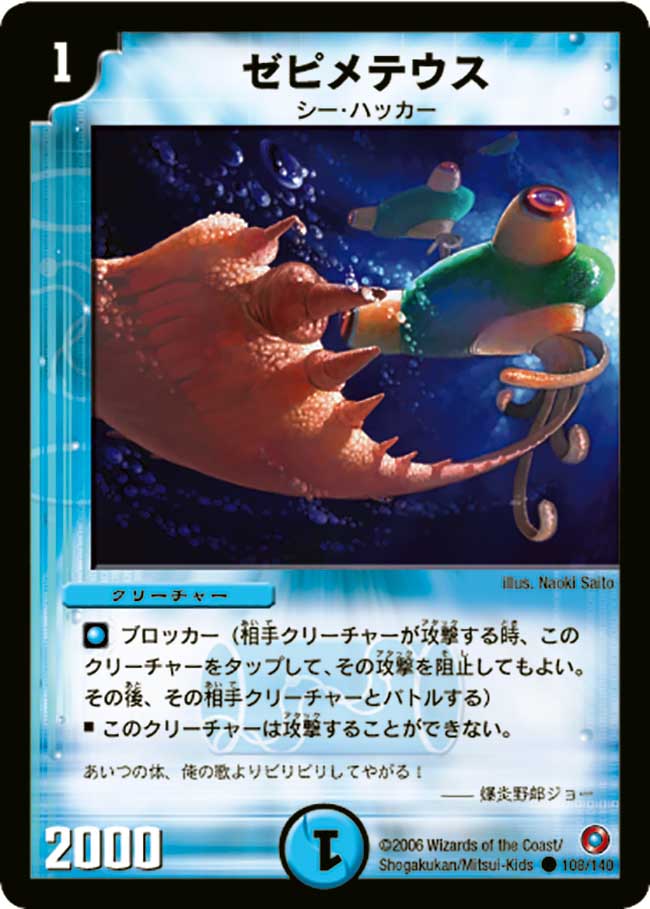 1
ゼピメテウス
シー・ハッカー
illus. Naoki Saito
クリーチャー
ブロッカー（相手クリーチャーが攻撃する時、この
クリーチャーをタップして、その攻撃を阻止してもよい。
その後、その相手クリーチャーとバトルする）
■ このクリーチャーは攻撃することができない。
あいつの体、俺の歌よりビリビリしてやがる！
—— 爆炎野郎ジョー
2000
1
©2006 Wizards of the Coast/
Shogakukan/Mitsui-Kids ● 108/140